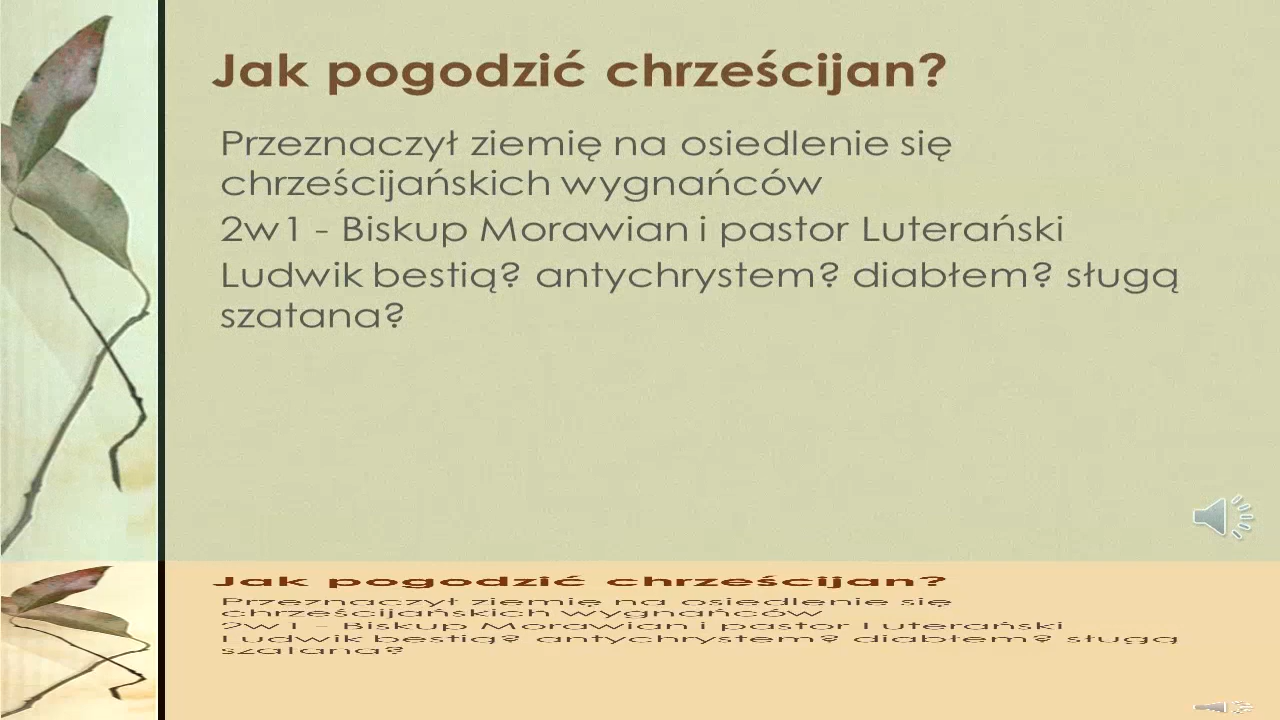 Jak pogodzić chrześcijan?
Przeznaczył ziemię na osiedlenie się
chrześcijańskich wygnańców
2w1 - Biskup Morawian i pastor Luterański
Ludwik bestią? antychrystem? diabłem? sługą
szatana?
Jak pogodzić chrześcijan?
Przeznaczył ziemię na osiedlenie się
chrześcijańskich wygnańców
2w1 - Biskup Morawian i pastor Luterański
Ludwik bestią? antychrystem? diabłem? sługą
szatana?